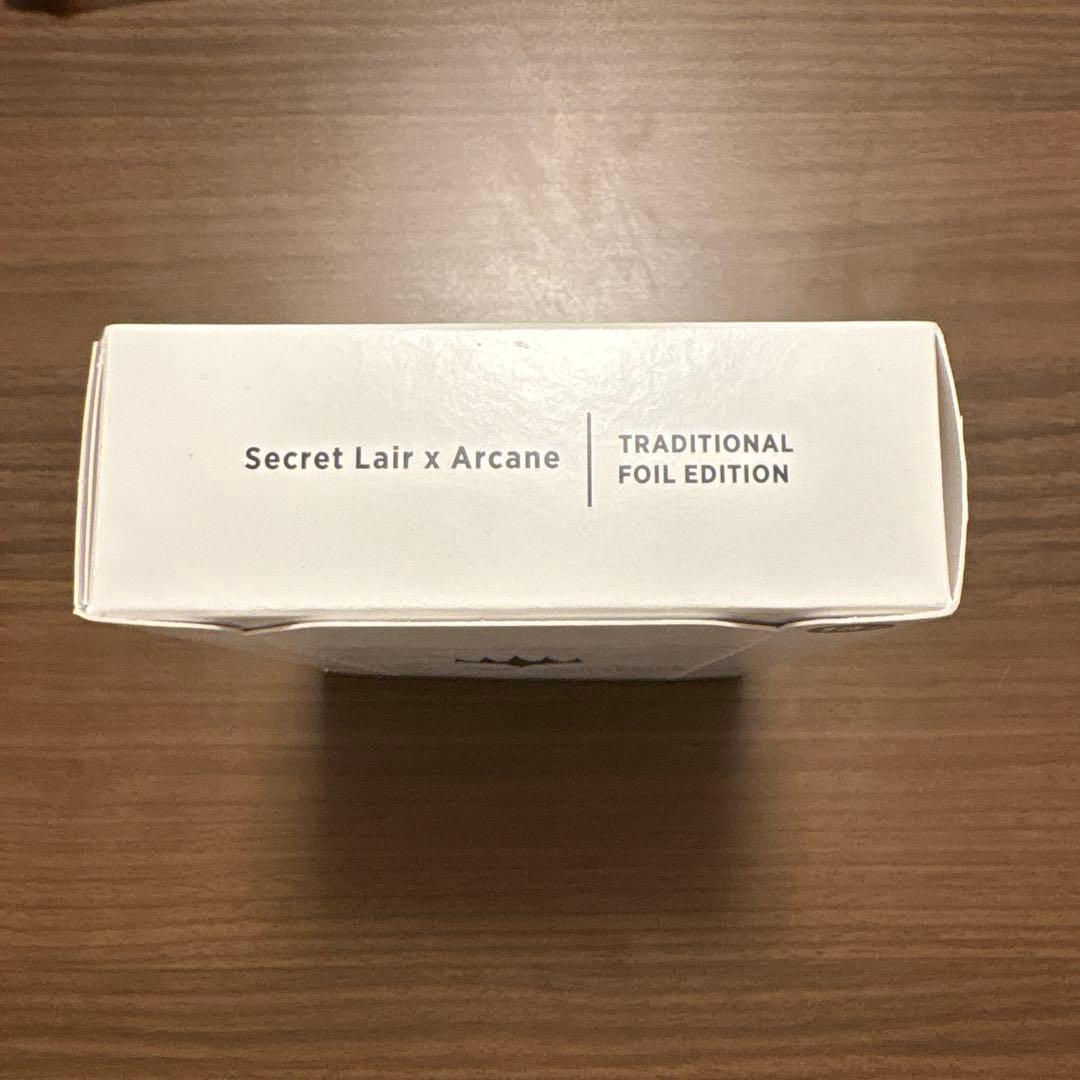 Secret Lair x Arcane
TRADITIONAL
FOIL EDITION